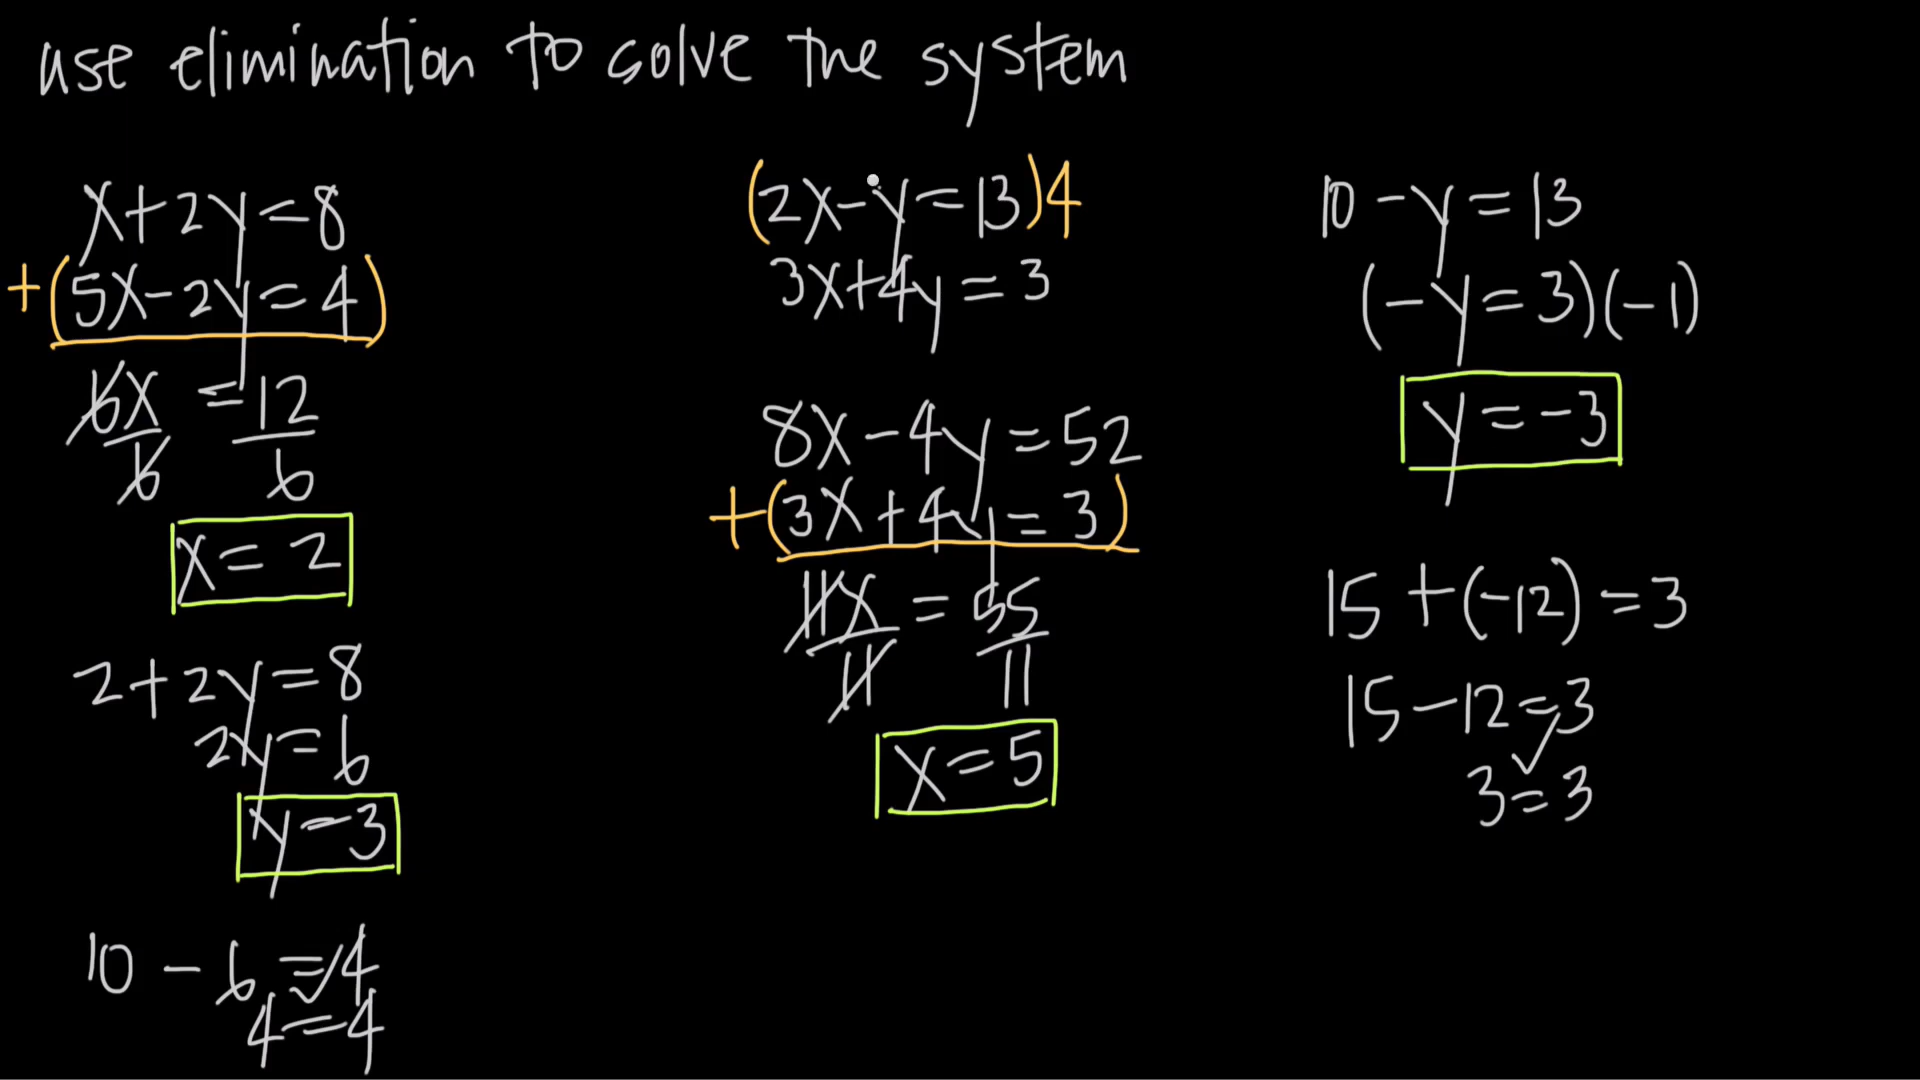 use elimination to solve the system
x+2y=8
+(5x-2y=4)
6x =12
6 6
x=2
2+2y=8
2y=6
y=3
10-6=4
4=4
(2x-y=13)4
3x+4y=3
8x-4y=52
+(3x+4y=3)
11x=55
11 11
x=5
10-y=13
(-y=3)(-1)
y=-3
15+(-12)=3
15-12=3
3=3